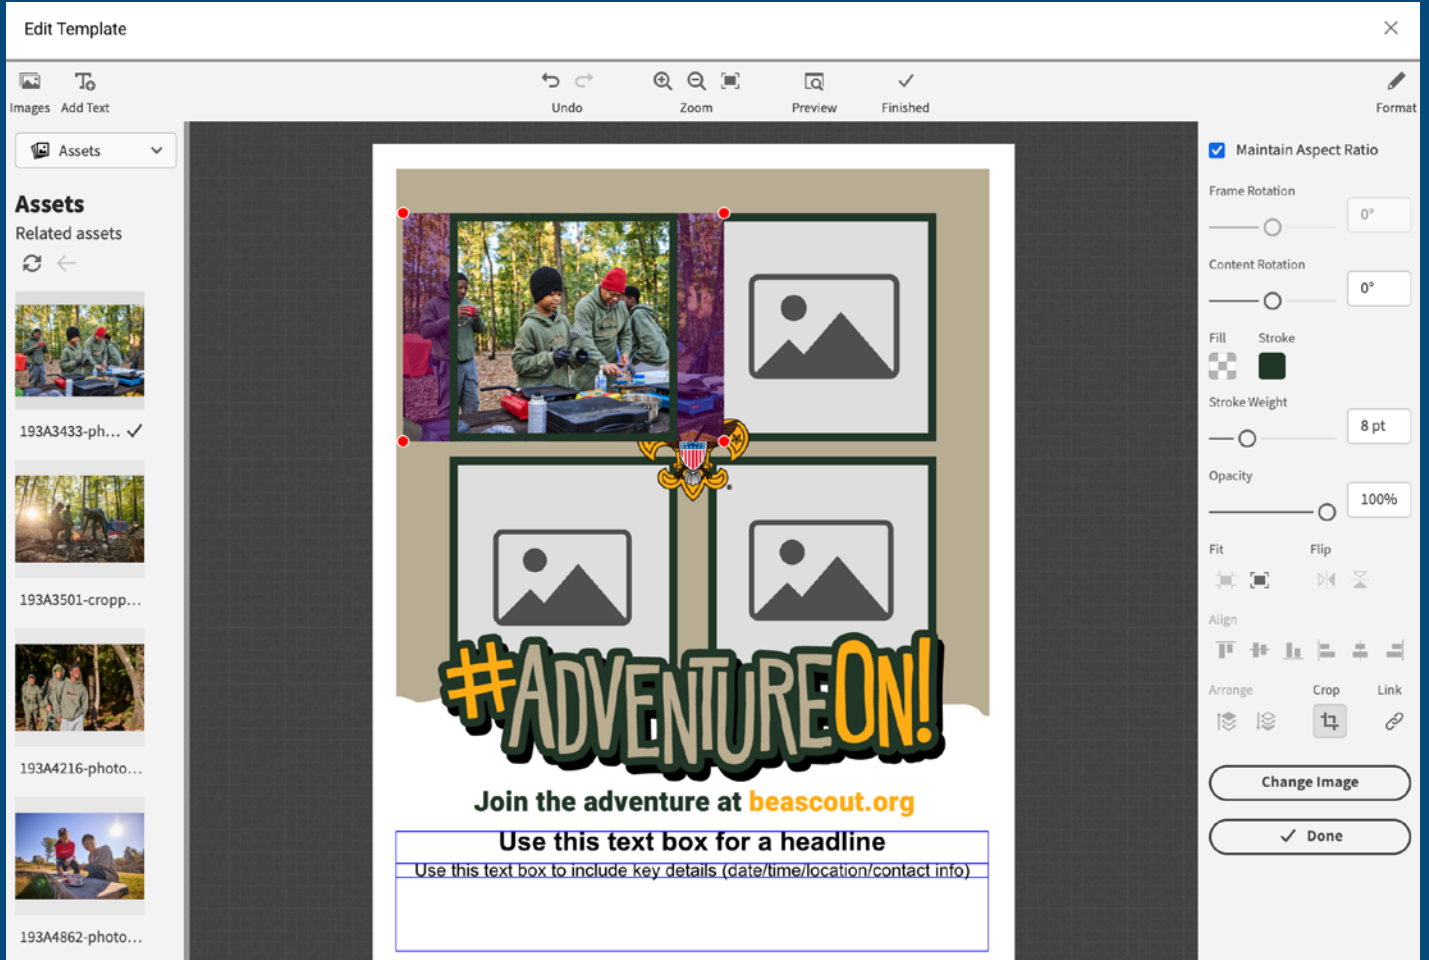 Edit Template
Images
Add Text
Undo
Zoom
Preview
Finished
Format
Assets
Assets
Related assets
193A3433-ph...
193A3501-cropp...
193A4216-photo...
193A4862-photo...
#ADVENTUREON!
Join the adventure at beascout.org
Use this text box for a headline
Use this text box to include key details (date/time/location/contact info)
Maintain Aspect Ratio
Frame Rotation
0°
Content Rotation
0°
Fill
Stroke
Stroke Weight
8 pt
Opacity
100%
Fit
Flip
Align
Arrange
Crop
Link
Change Image
Done